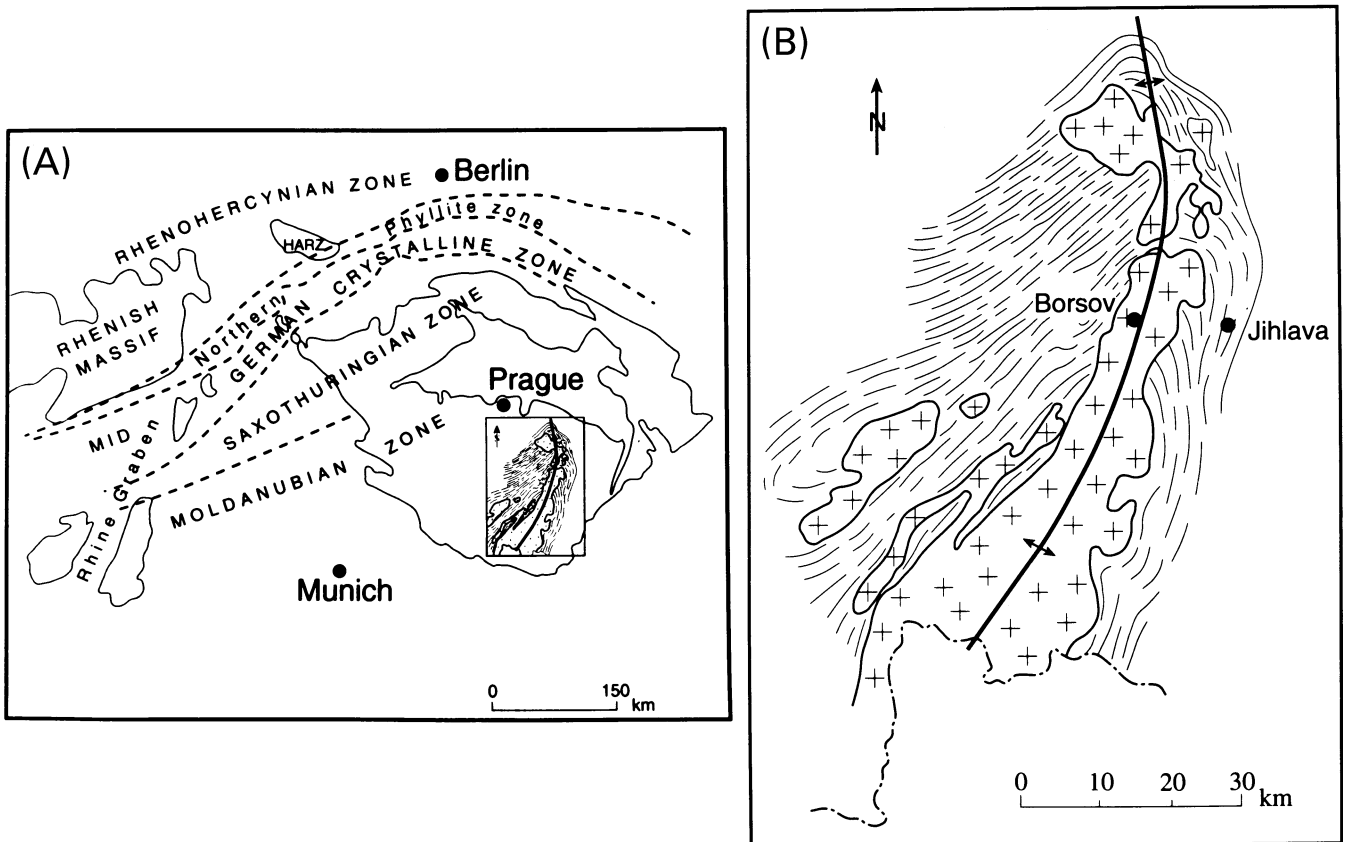 (A)
Berlin
RHENOHERCYNIAN ZONE
Phyllite zone
HARZ
GERMAN CRYSTALLINE ZONE
Northern
RHENISH
MASSIF
SAXOTHURINGIAN ZONE
Prague
MID
Rhine Graben
MOLDANUBIAN ZONE
Munich
0 150
km
(B)
N
Borsov
Jihlava
0 10 20 30
km